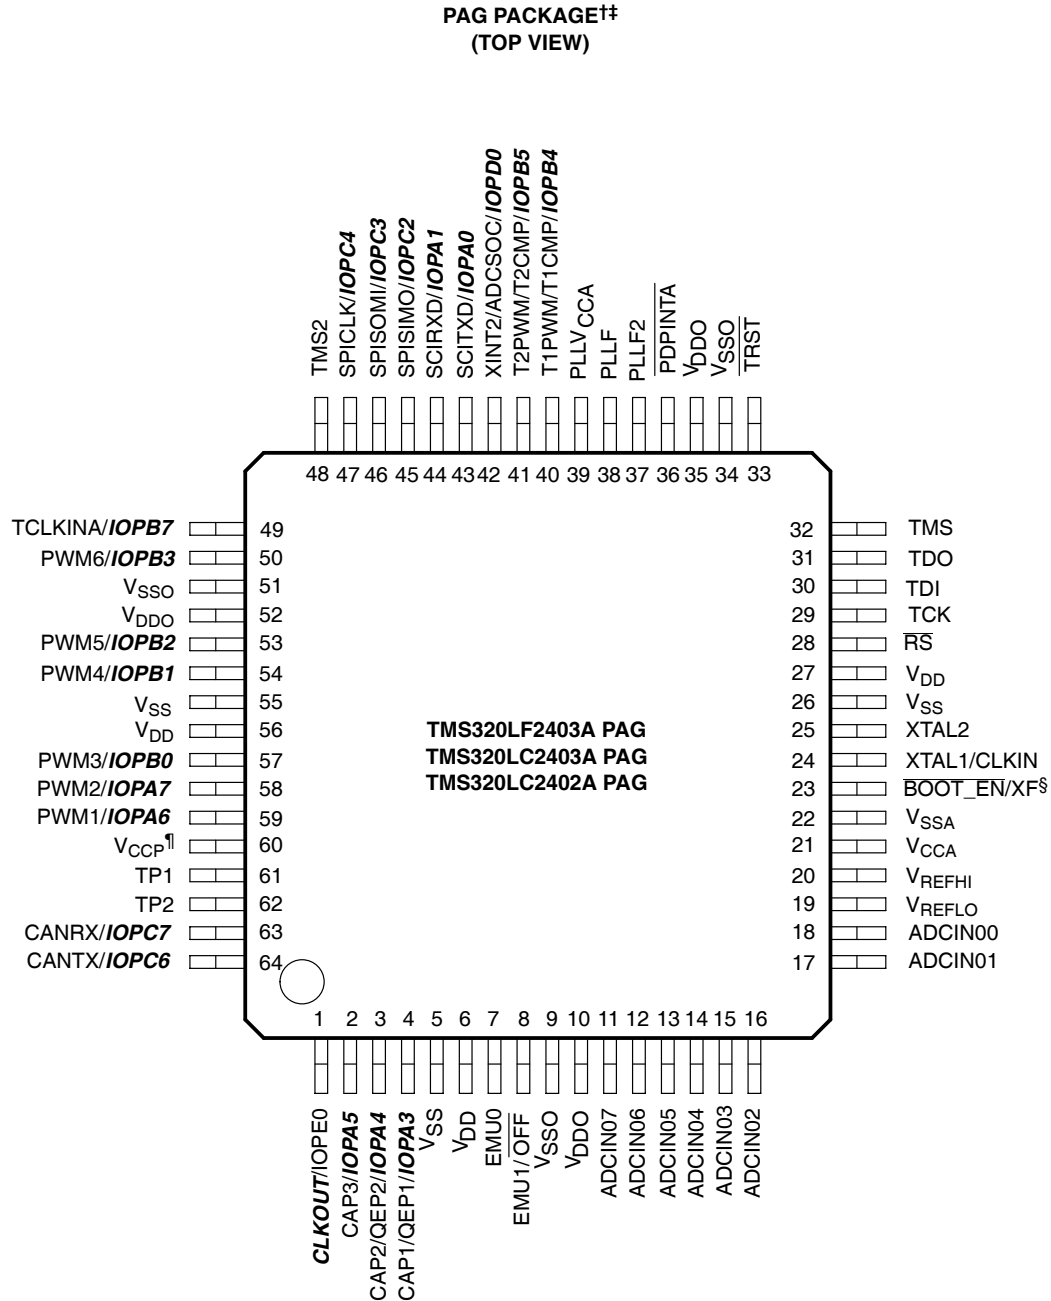 PAG PACKAGE†‡
(TOP VIEW)
TMS2
SPICLK/IOPC4
SPISOMI/IOPC3
SPISIMO/IOPC2
SCIRXD/IOPA1
SCITXD/IOPA0
XINT2/ADCSOC/IOPD0
T2PWM/T2CMP/IOPB5
T1PWM/T1CMP/IOPB4
PLLVCCA
PLLF
PLLF2
PDPINTA
VDDO
VSSO
TRST
48 47 46 45 44 43 42 41 40 39 38 37 36 35 34 33
TCLKINA/IOPB7 49 32 TMS
PWM6/IOPB3 50 31 TDO
VSSO 51 30 TDI
VDDO 52 29 TCK
PWM5/IOPB2 53 28 RS
PWM4/IOPB1 54 27 VDD
VSS 55 26 VSS
VDD 56 25 XTAL2
PWM3/IOPB0 57 24 XTAL1/CLKIN
PWM2/IOPA7 58 23 BOOT_EN/XF§
PWM1/IOPA6 59 22 VSSA
VCCP¶ 60 21 VCCA
TP1 61 20 VREFHI
TP2 62 19 VREFLO
CANRX/IOPC7 63 18 ADCIN00
CANTX/IOPC6 64 17 ADCIN01
TMS320LF2403A PAG
TMS320LC2403A PAG
TMS320LC2402A PAG
1 2 3 4 5 6 7 8 9 10 11 12 13 14 15 16
CLKOUT/IOPE0
CAP3/IOPA5
CAP2/QEP2/IOPA4
CAP1/QEP1/IOPA3
VSS
VDD
EMU0
EMU1/OFF
VSSO
VDDO
ADCIN07
ADCIN06
ADCIN05
ADCIN04
ADCIN03
ADCIN02